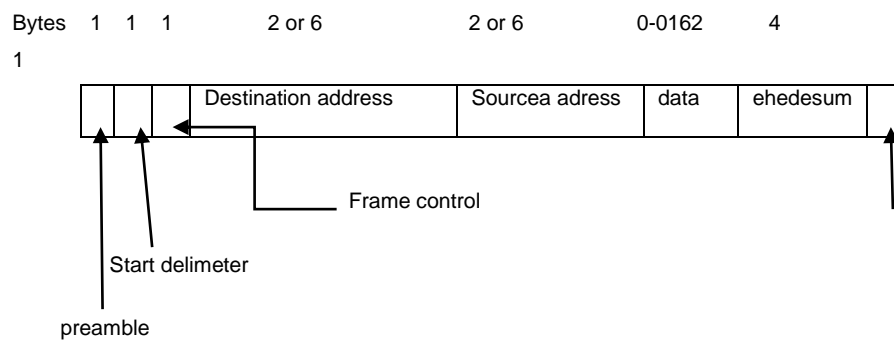 Bytes 1 1 1 2 or 6 2 or 6 0-0162 4
1
Destination address Sourcea adress data ehedesum
Frame control
Start delimeter
preamble